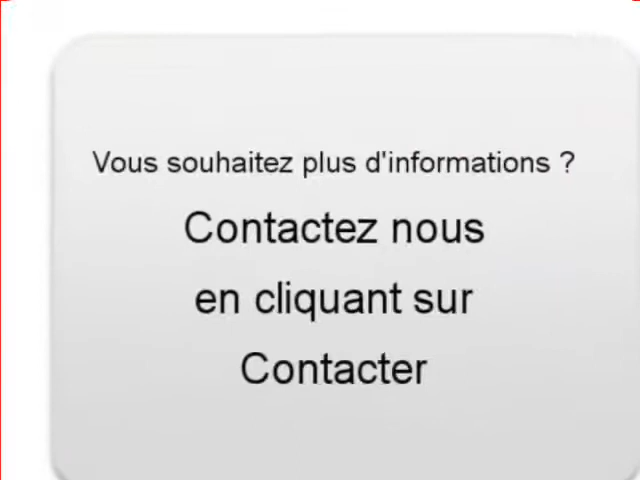 Vous souhaitez plus d'informations ?
Contactez nous
en cliquant sur
Contacter